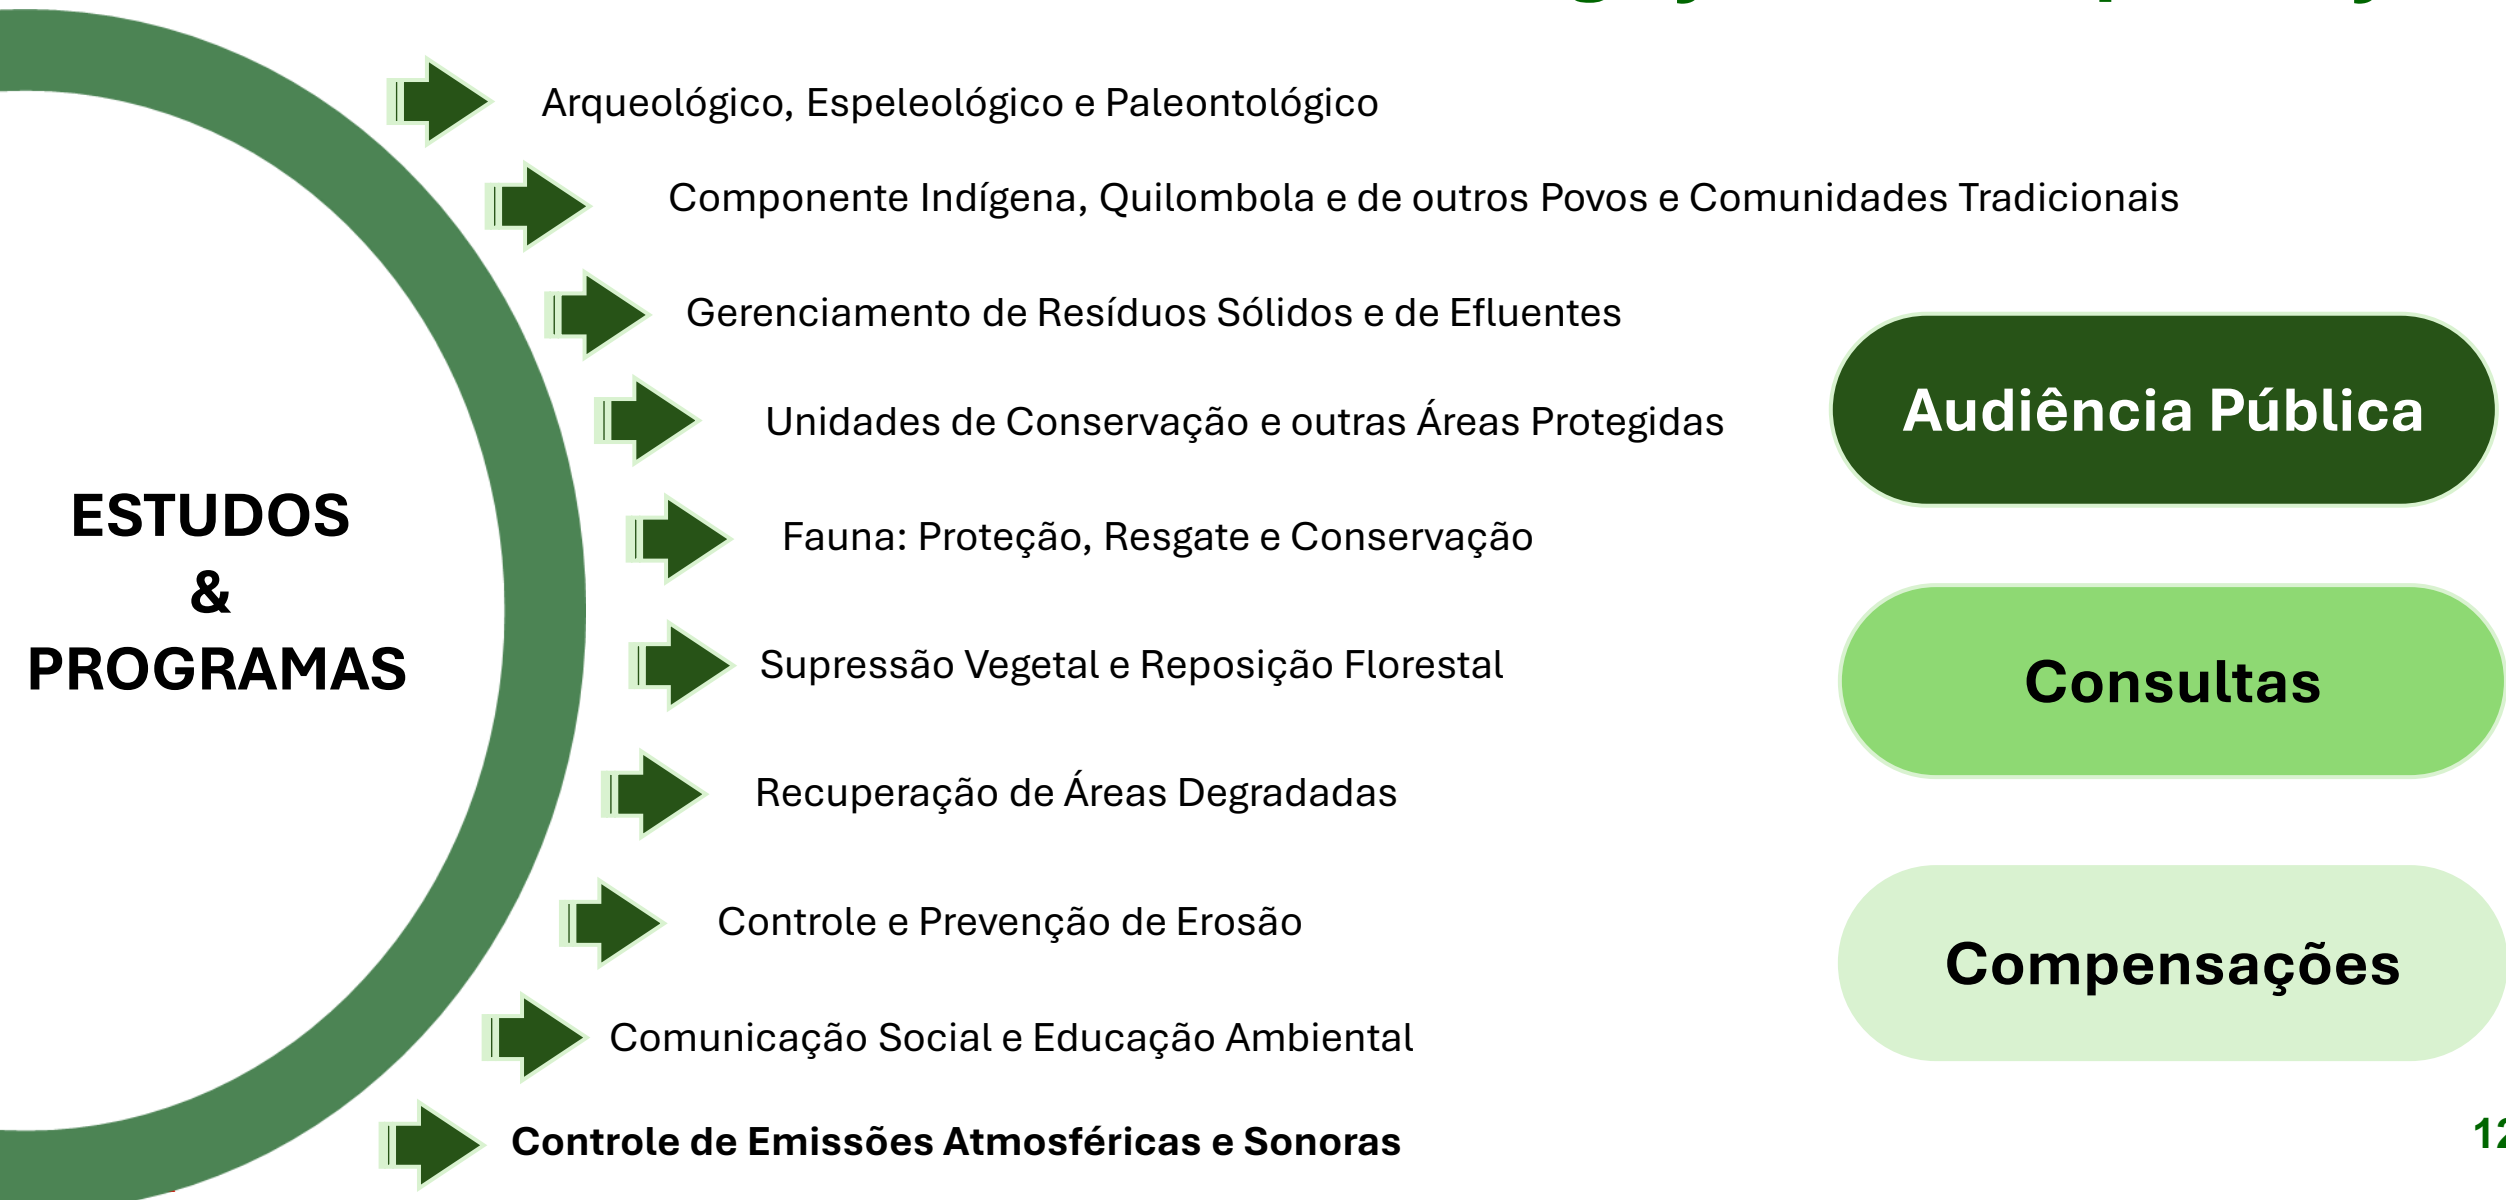 ESTUDOS
&
PROGRAMAS
Arqueológico, Espeleológico e Paleontológico
Componente Indígena, Quilombola e de outros Povos e Comunidades Tradicionais
Gerenciamento de Resíduos Sólidos e de Efluentes
Unidades de Conservação e outras Áreas Protegidas
Fauna: Proteção, Resgate e Conservação
Supressão Vegetal e Reposição Florestal
Recuperação de Áreas Degradadas
Controle e Prevenção de Erosão
Comunicação Social e Educação Ambiental
Controle de Emissões Atmosféricas e Sonoras
Audiência Pública
Consultas
Compensações
12